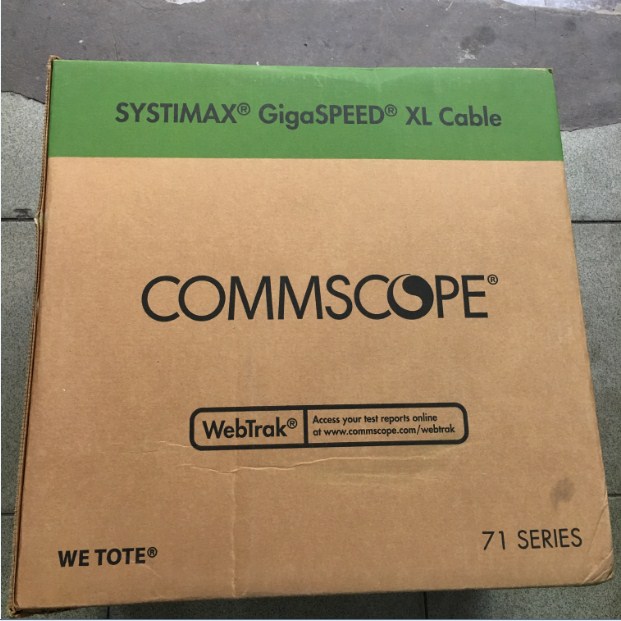 SYSTIMAX® GigaSPEED® XL Cable
COMMSCOPE®
WebTrak®
Access your test reports online
at www.commscope.com/webtrak
WE TOTE®
71 SERIES